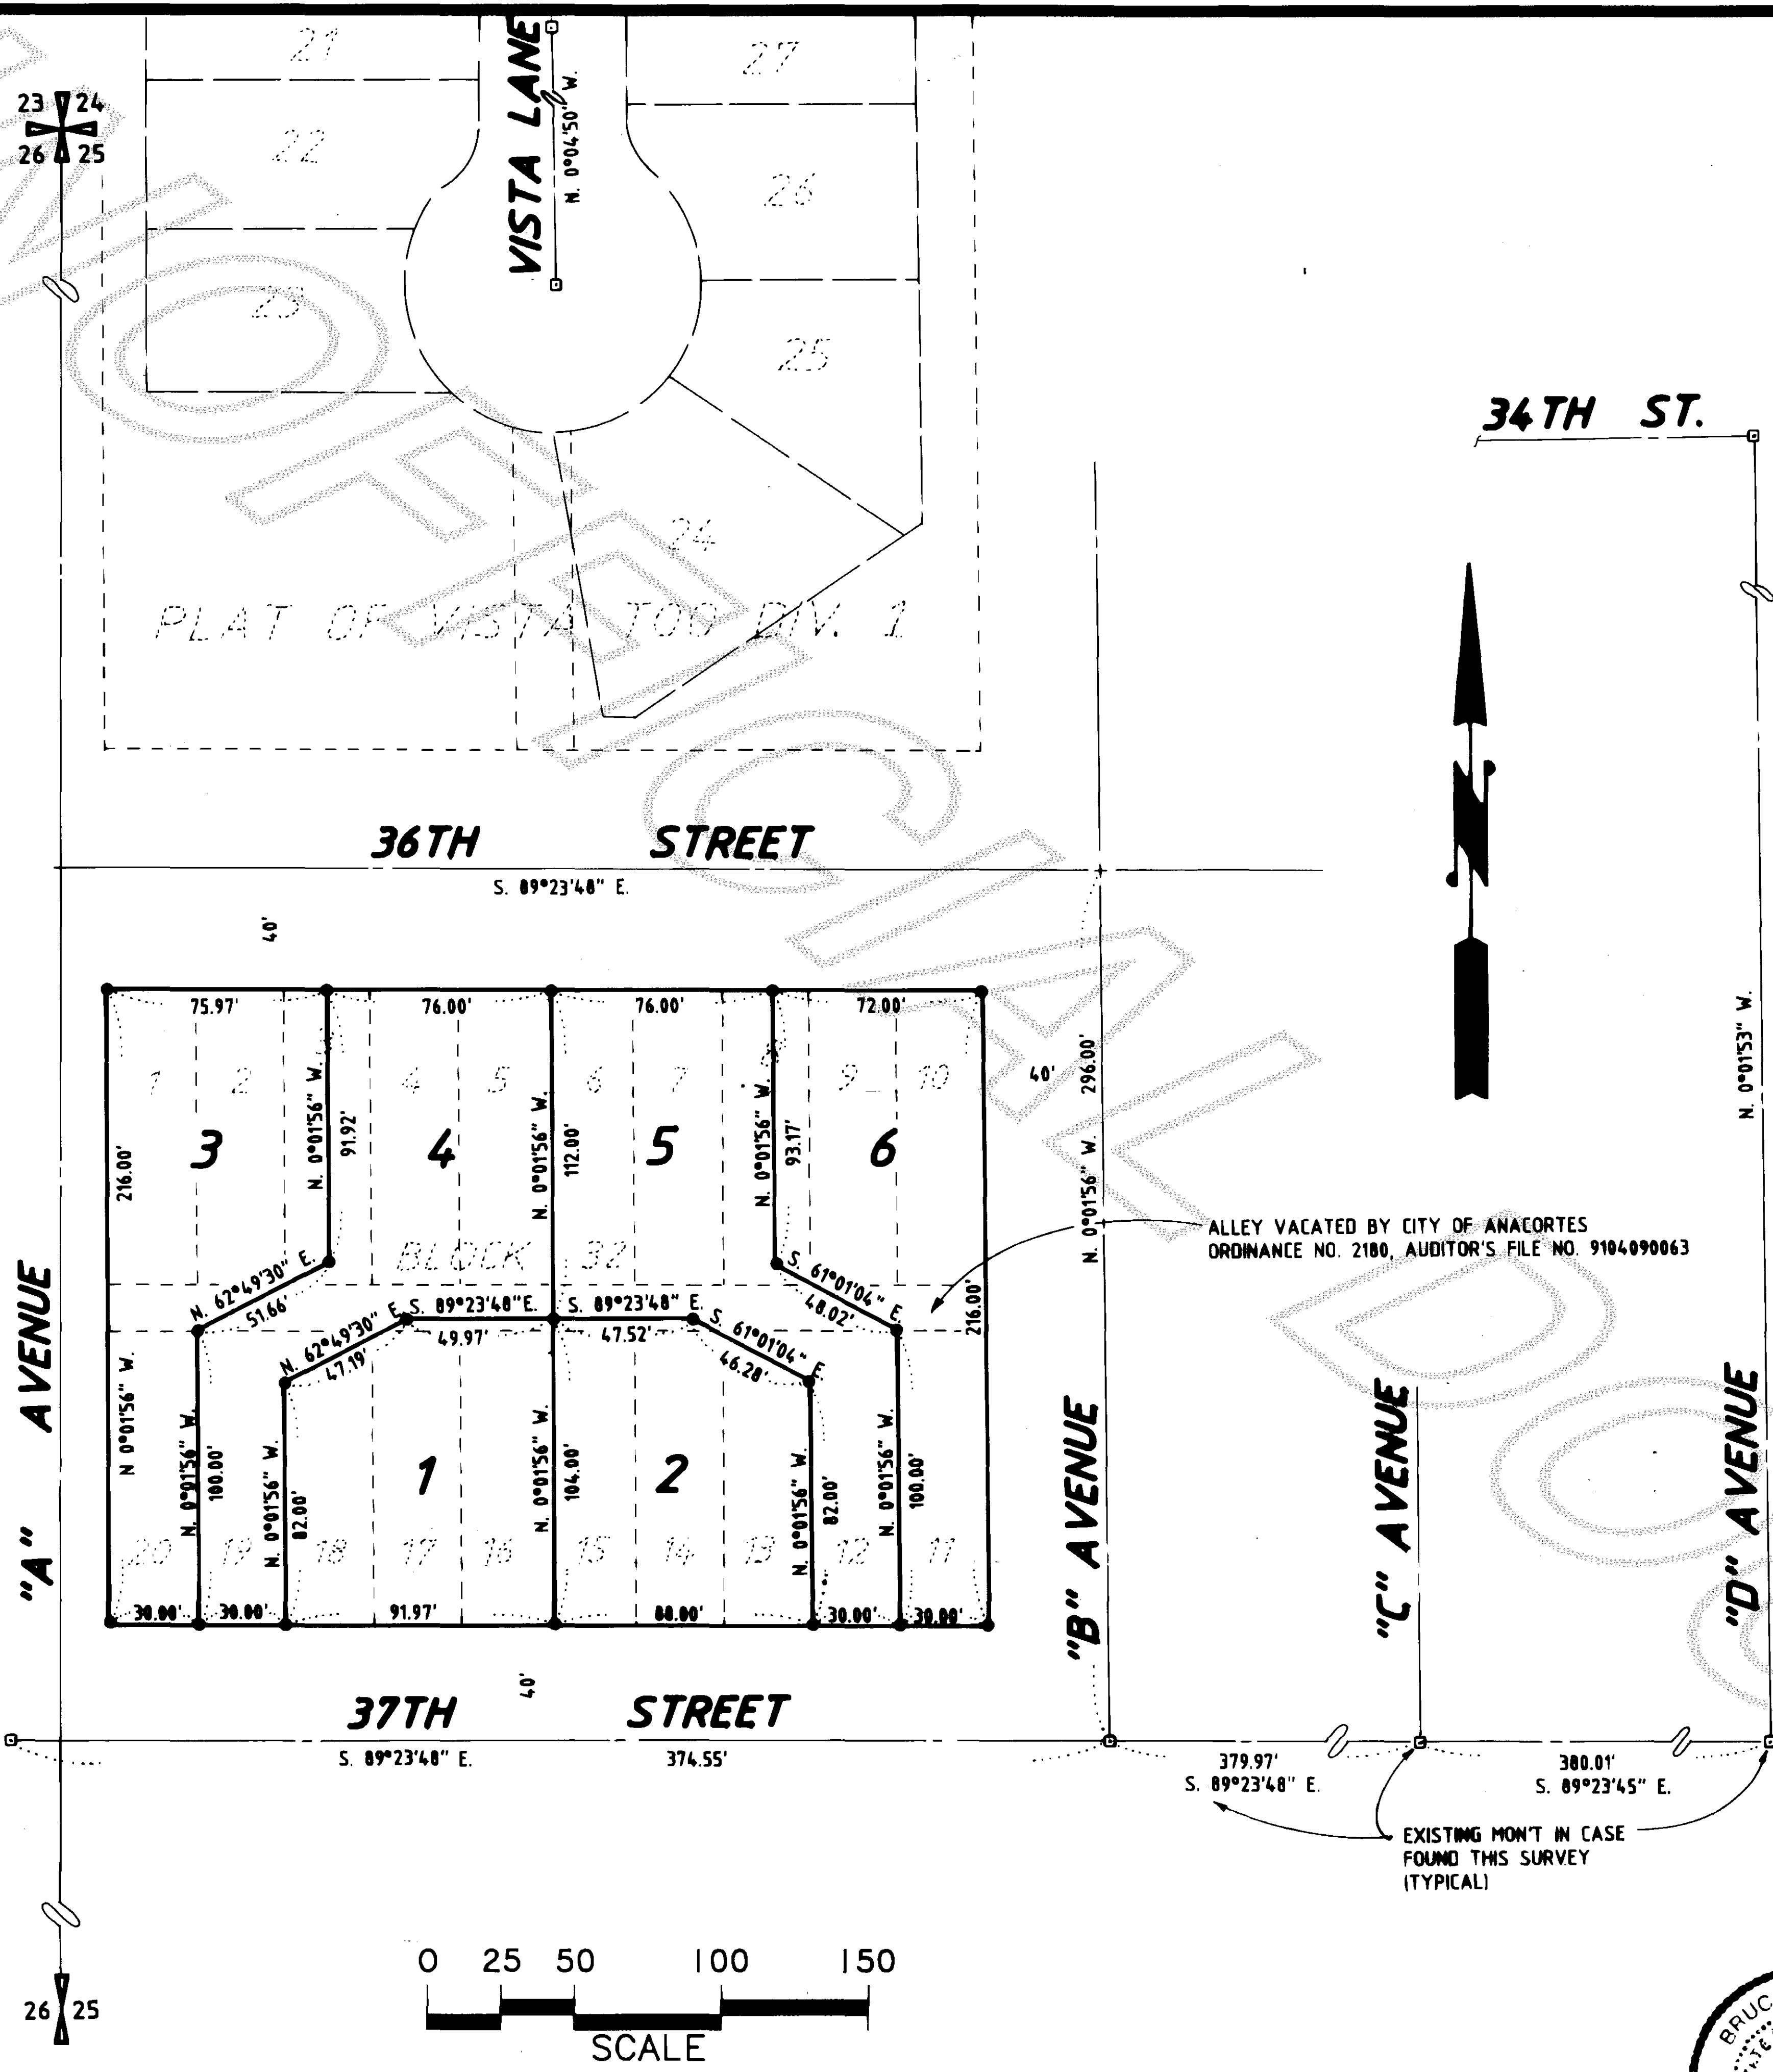 21
27
VISTA LANE
N. 0°04'50" W.
23 24
26 25
22
26
23
25
34TH ST.
24
PLAT OF VISTA TOO DIV. 1
36TH STREET
S. 89°23'48" E.
40'
75.97'
76.00'
76.00'
72.00'
N. 0°01'53" W.
1
2
4
5
6
7
8
9
10
40'
296.00'
N. 0°01'56" W.
216.00'
3
N. 0°01'56" W.
91.92'
4
N. 0°01'56" W.
112.00'
5
N. 0°01'56" W.
93.17'
6
ALLEY VACATED BY CITY OF ANACORTES
ORDINANCE NO. 2180, AUDITOR'S FILE NO. 9104090063
BLOCK 32
N. 62°49'30" E.
51.66'
N. 62°49'30" E.
47.19'
S. 89°23'48" E.
49.97'
S. 89°23'48" E.
47.52'
S. 61°01'04" E.
48.02'
S. 61°01'04" E.
46.28'
216.00'
"A" AVENUE
N 0°01'56" W.
N. 0°01'56" W.
100.00'
N. 0°01'56" W.
82.00'
1
N. 0°01'56" W.
104.00'
2
N. 0°01'56" W.
82.00'
N. 0°01'56" W.
100.00'
"B" AVENUE
"C" AVENUE
"D" AVENUE
20
19
18
17
16
15
14
13
12
11
30.00'
30.00'
91.97'
88.00'
30.00'
30.00'
40'
37TH STREET
S. 89°23'48" E.
374.55'
379.97'
S. 89°23'48" E.
380.01'
S. 89°23'45" E.
EXISTING MON'T IN CASE
FOUND THIS SURVEY
(TYPICAL)
0 25 50 100 150
SCALE
26 25
BRUC
UNOFFICIAL DOC